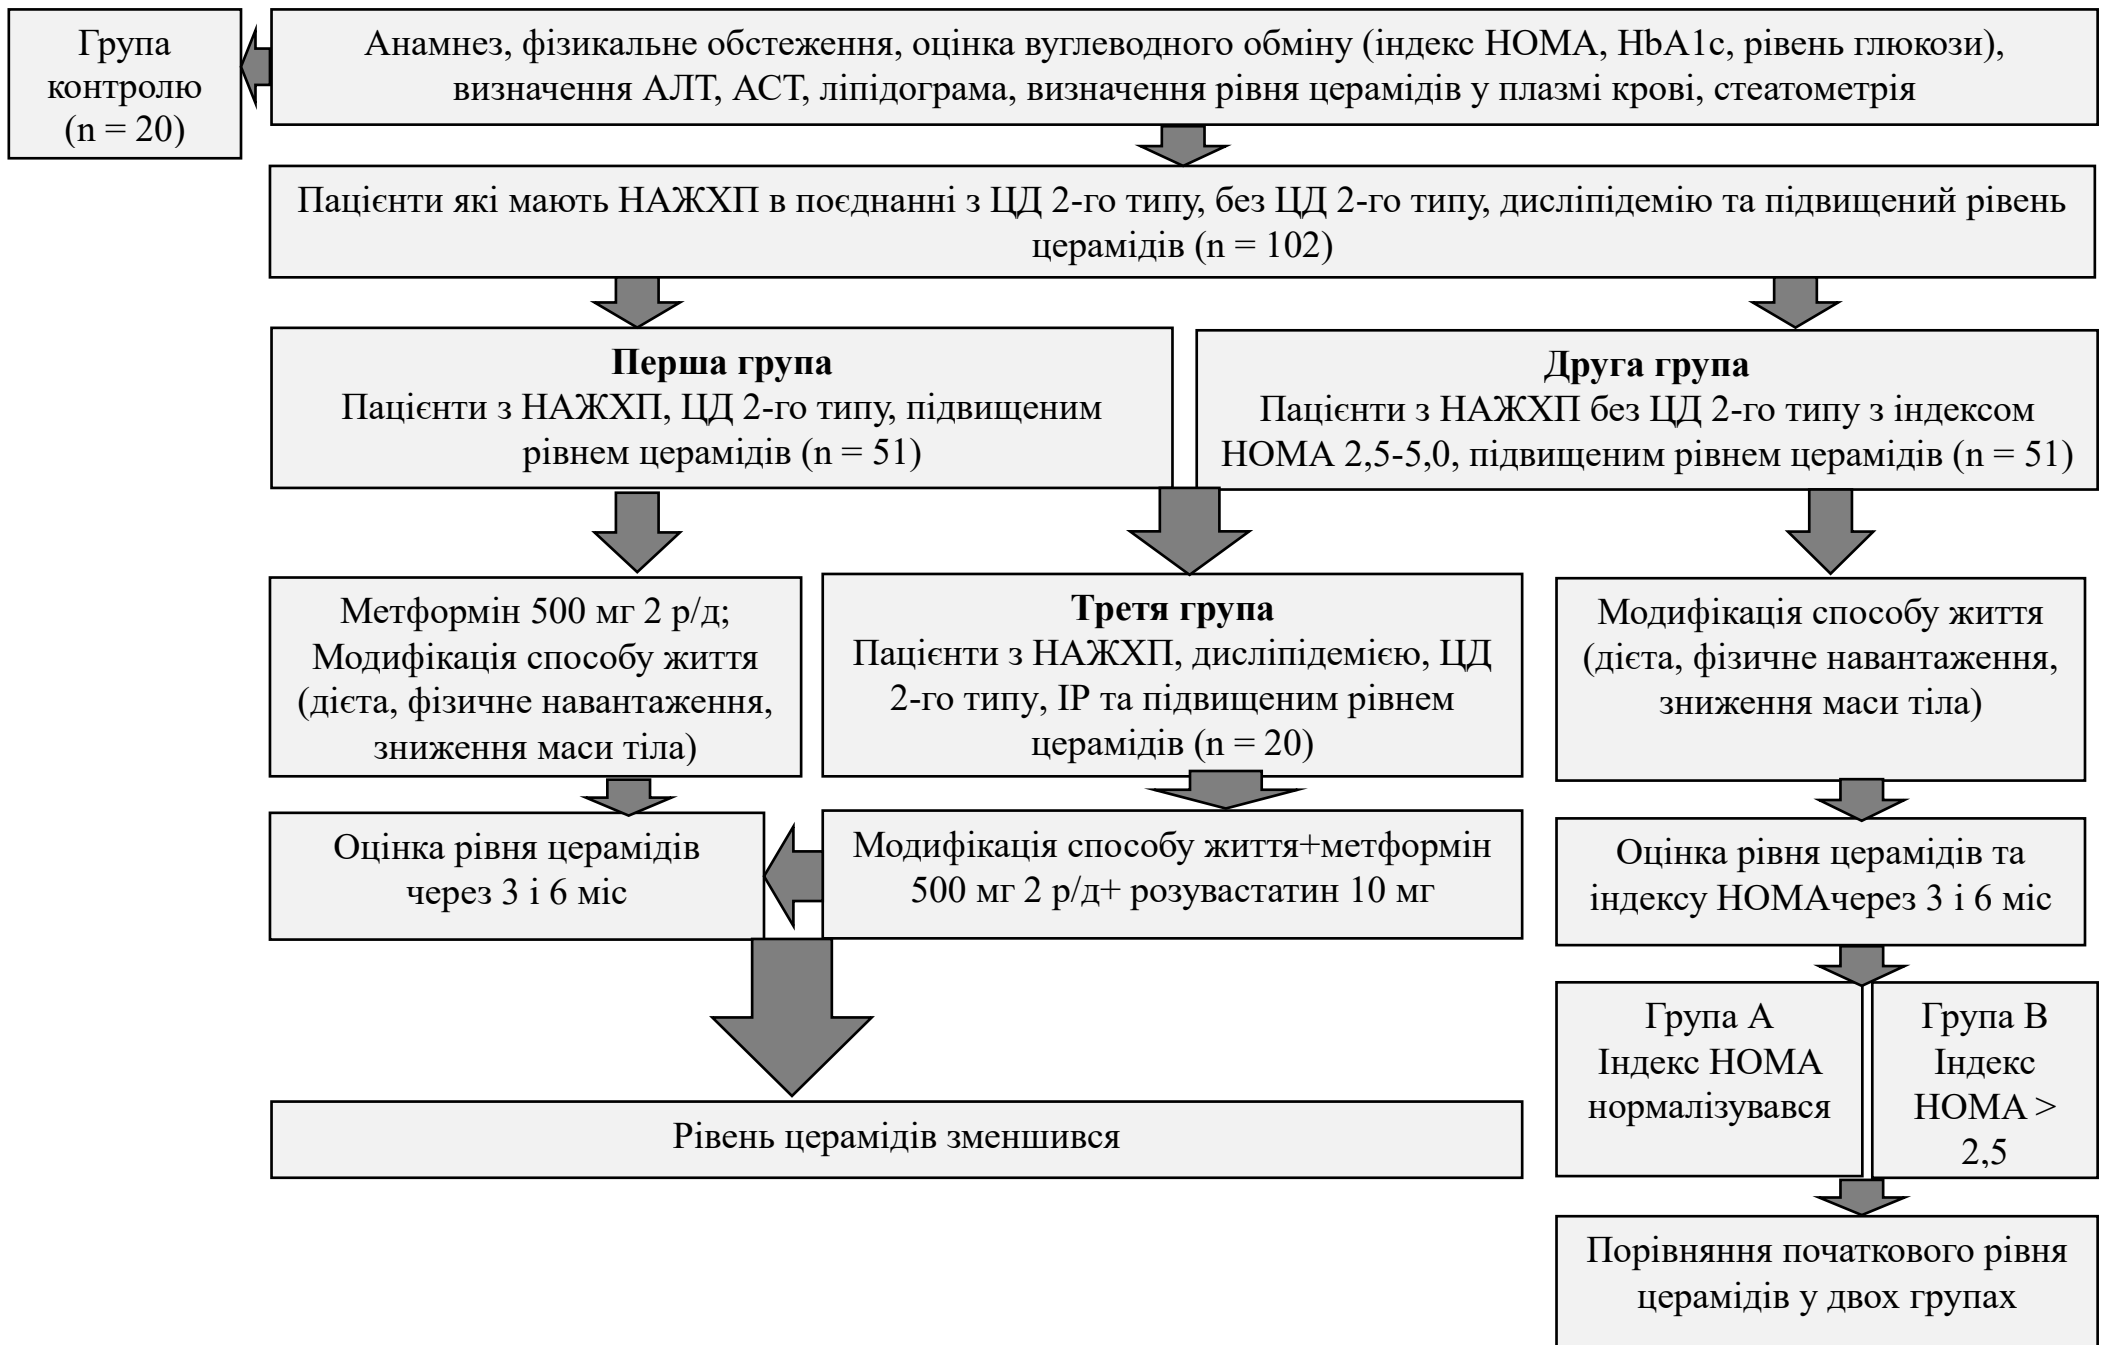 Група
контролю
(n = 20)
Анамнез, фізикальне обстеження, оцінка вуглеводного обміну (індекс НОМА, HbA1c, рівень глюкози),
визначення АЛТ, АСТ, ліпідограма, визначення рівня церамідів у плазмі крові, стеатометрія
Пацієнти які мають НАЖХП в поєднанні з ЦД 2-го типу, без ЦД 2-го типу, дисліпідемію та підвищений рівень
церамідів (n = 102)
Перша група
Пацієнти з НАЖХП, ЦД 2-го типу, підвищеним
рівнем церамідів (n = 51)
Друга група
Пацієнти з НАЖХП без ЦД 2-го типу з індексом
НОМА 2,5-5,0, підвищеним рівнем церамідів (n = 51)
Метформін 500 мг 2 р/д;
Модифікація способу життя
(дієта, фізичне навантаження,
зниження маси тіла)
Третя група
Пацієнти з НАЖХП, дисліпідемією, ЦД
2-го типу, ІР та підвищеним рівнем
церамідів (n = 20)
Модифікація способу життя
(дієта, фізичне навантаження,
зниження маси тіла)
Оцінка рівня церамідів
через 3 і 6 міс
Модифікація способу життя+метформін
500 мг 2 р/д+ розувастатин 10 мг
Оцінка рівня церамідів та
індексу НОМАчерез 3 і 6 міс
Група А
Індекс НОМА
нормалізувався
Група В
Індекс
НОМА >
2,5
Рівень церамідів зменшився
Порівняння початкового рівня
церамідів у двох групах